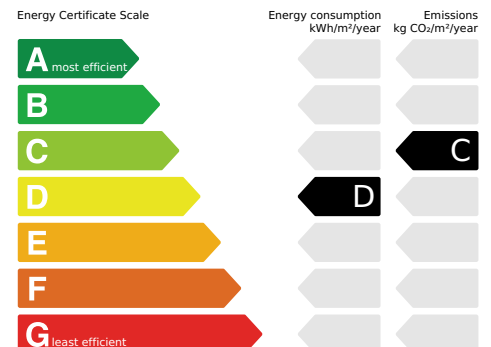 Energy Certificate Scale
Energy consumption
kWh/m²/year
Emissions
kg CO₂/m²/year
A most efficient
B
C
C
D
D
E
F
G least efficient